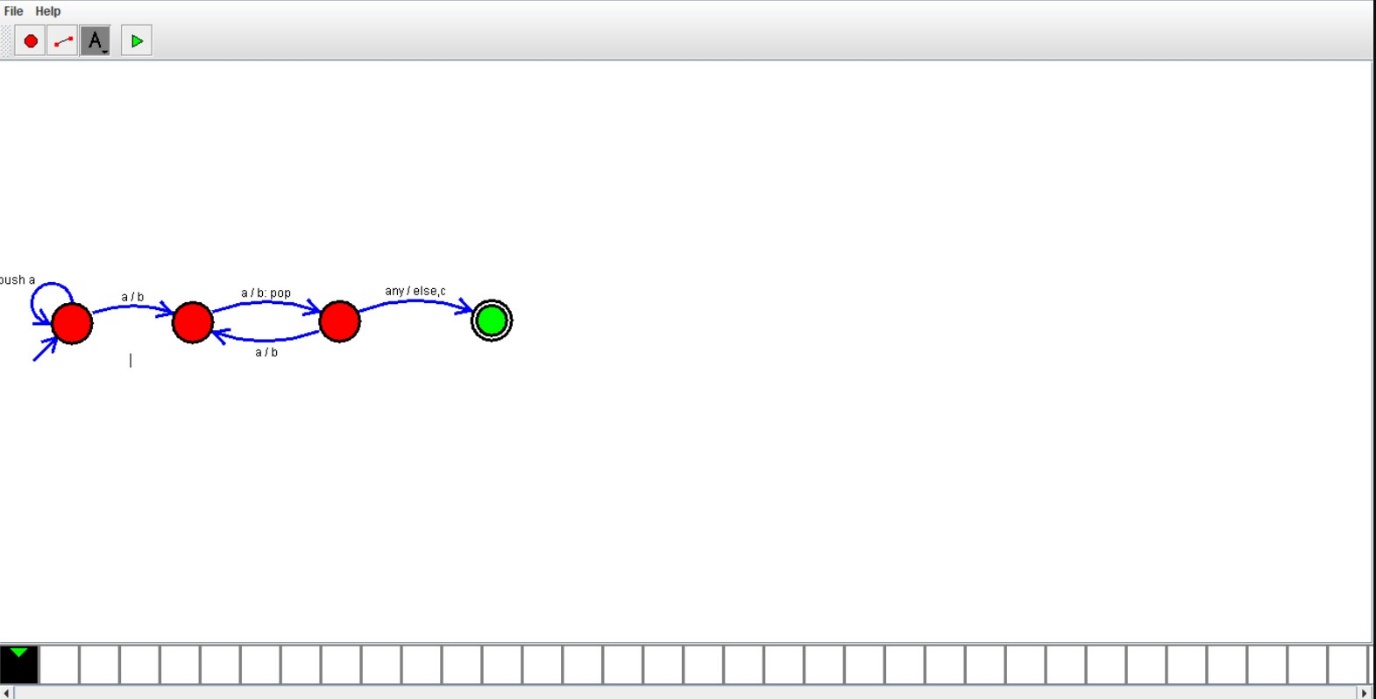 File Help
A
push a
a / b
a / b: pop
any / else,c
a / b